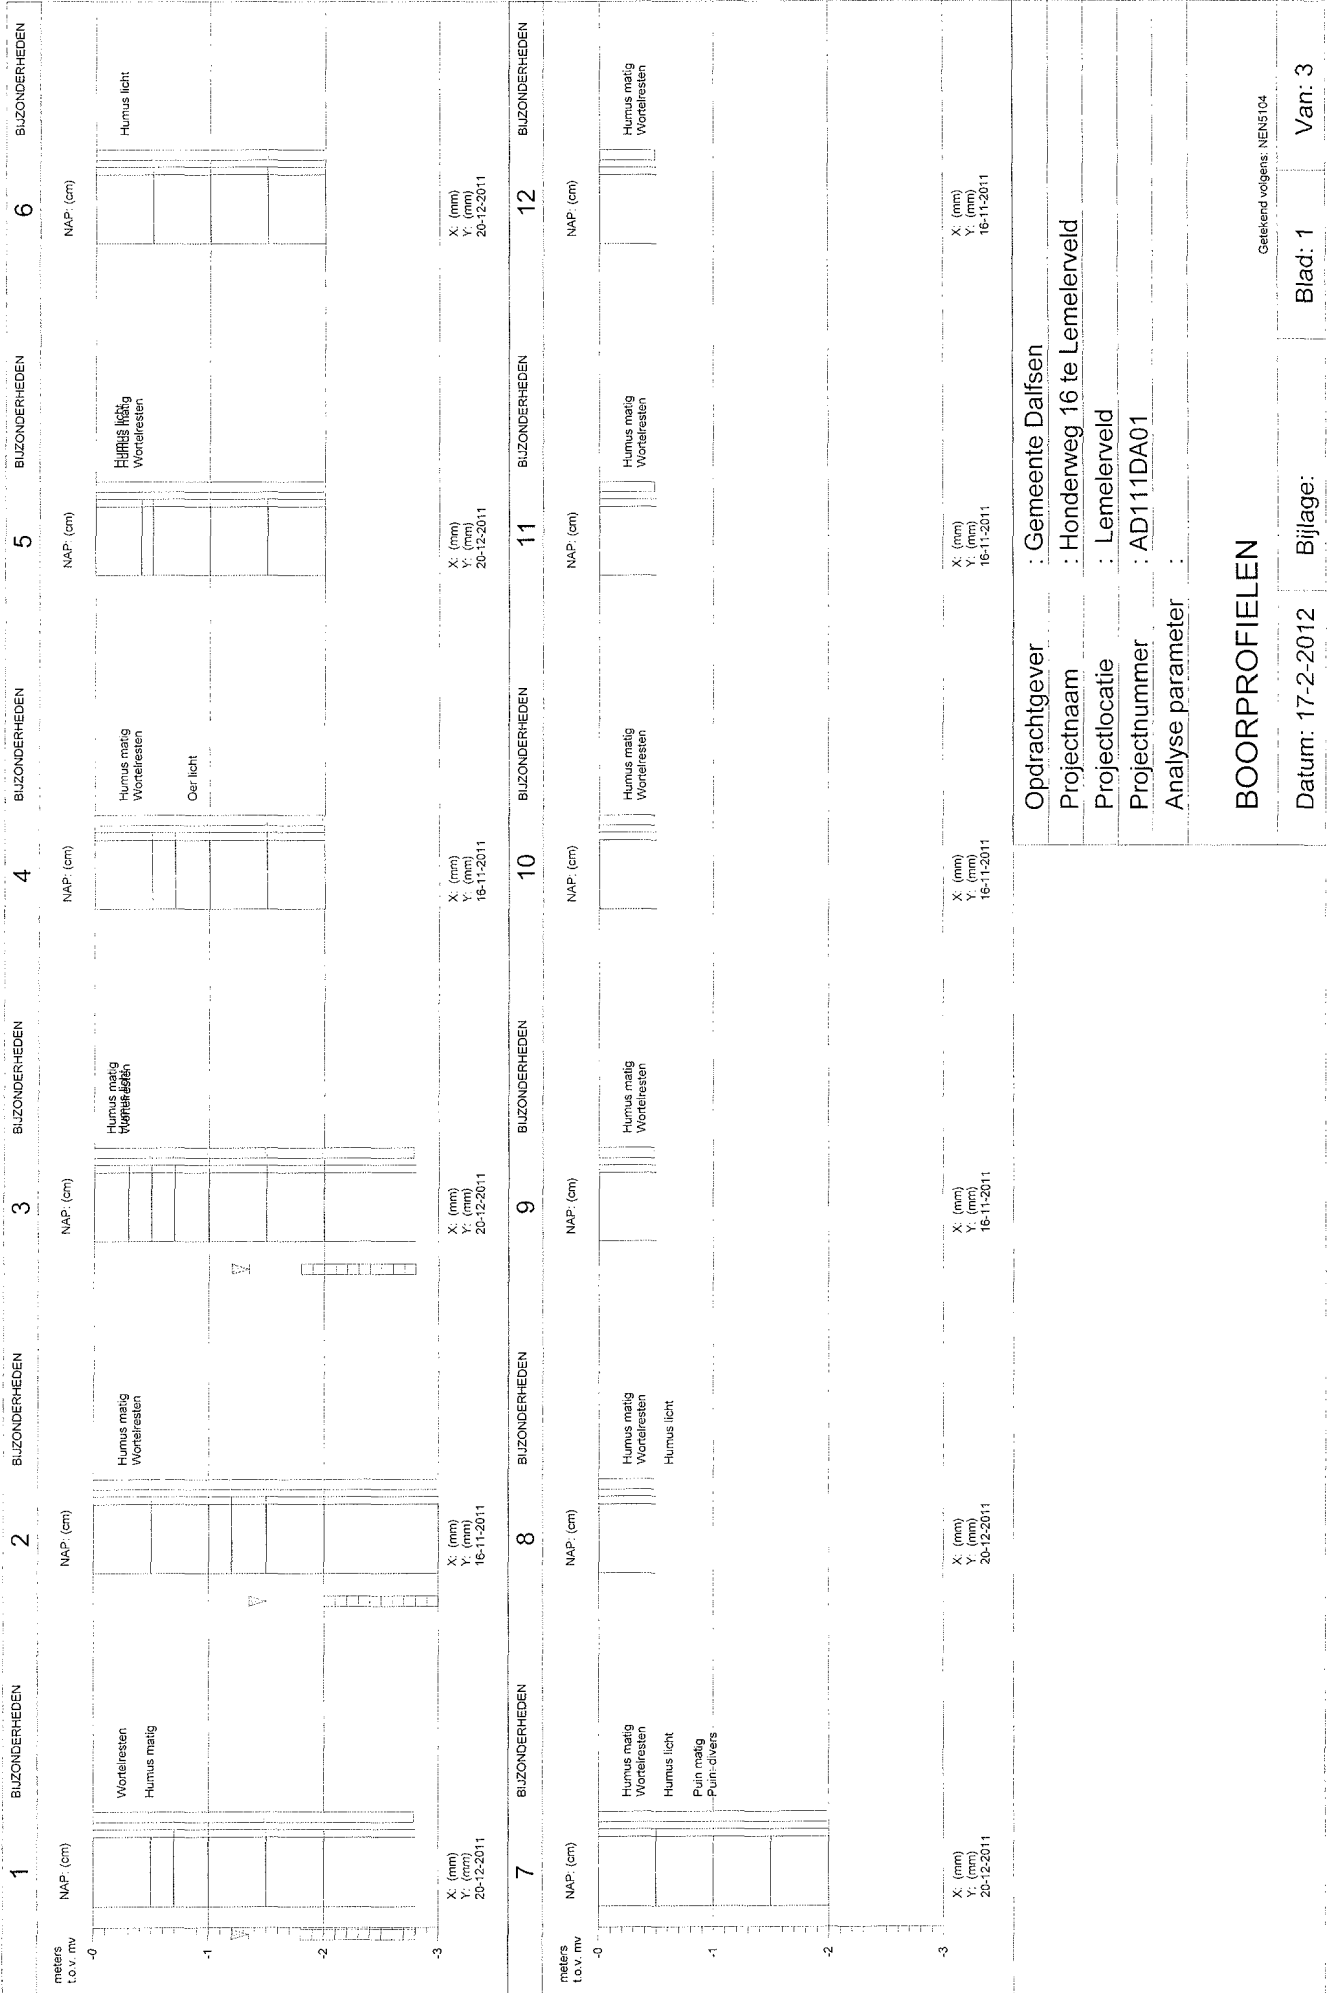 1 BIJZONDERHEDEN 2 BIJZONDERHEDEN 3 BIJZONDERHEDEN 4 BIJZONDERHEDEN 5 BIJZONDERHEDEN 6 BIJZONDERHEDEN
meters
t.o.v. mv
NAP: (cm) NAP: (cm) NAP: (cm) NAP: (cm) NAP: (cm) NAP: (cm)
-0
-1
-2
-3
Wortelresten
Humus matig
Humus matig
Wortelresten
Humus matig
Humus licht
Wortelresten
Humus matig
Wortelresten
Oer licht
Humus licht
Humus matig
Wortelresten
Humus licht
X: (mm)
Y: (mm)
20-12-2011
X: (mm)
Y: (mm)
16-11-2011
X: (mm)
Y: (mm)
20-12-2011
X: (mm)
Y: (mm)
16-11-2011
X: (mm)
Y: (mm)
20-12-2011
X: (mm)
Y: (mm)
20-12-2011
7 BIJZONDERHEDEN 8 BIJZONDERHEDEN 9 BIJZONDERHEDEN 10 BIJZONDERHEDEN 11 BIJZONDERHEDEN 12 BIJZONDERHEDEN
meters
t.o.v. mv
NAP: (cm) NAP: (cm) NAP: (cm) NAP: (cm) NAP: (cm) NAP: (cm)
-0
-1
-2
-3
Humus matig
Wortelresten
Humus licht
Puin matig
Puin-divers
Humus matig
Wortelresten
Humus licht
Humus matig
Wortelresten
Humus matig
Wortelresten
Humus matig
Wortelresten
Humus matig
Wortelresten
X: (mm)
Y: (mm)
20-12-2011
X: (mm)
Y: (mm)
20-12-2011
X: (mm)
Y: (mm)
16-11-2011
X: (mm)
Y: (mm)
16-11-2011
X: (mm)
Y: (mm)
16-11-2011
X: (mm)
Y: (mm)
16-11-2011
Opdrachtgever : Gemeente Dalfsen
Projectnaam : Honderweg 16 te Lemelerveld
Projectlocatie : Lemelerveld
Projectnummer : AD111DA01
Analyse parameter :
BOORPROFIELEN
Getekend volgens: NEN5104
Datum: 17-2-2012 Bijlage: Blad: 1 Van: 3